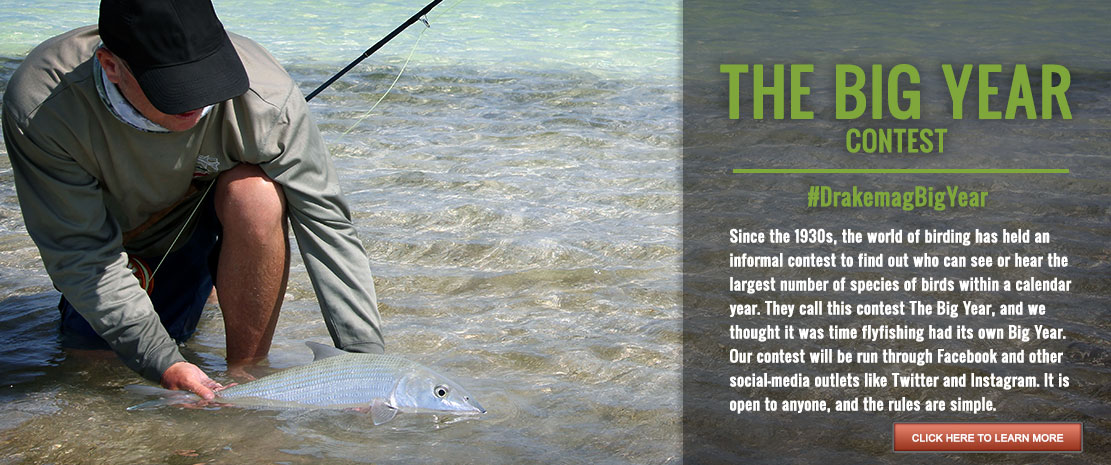 THE BIG YEAR
CONTEST
#DrakemagBigYear
Since the 1930s, the world of birding has held an
informal contest to find out who can see or hear the
largest number of species of birds within a calendar
year. They call this contest The Big Year, and we
thought it was time flyfishing had its own Big Year.
Our contest will be run through Facebook and other
social-media outlets like Twitter and Instagram. It is
open to anyone, and the rules are simple.
CLICK HERE TO LEARN MORE